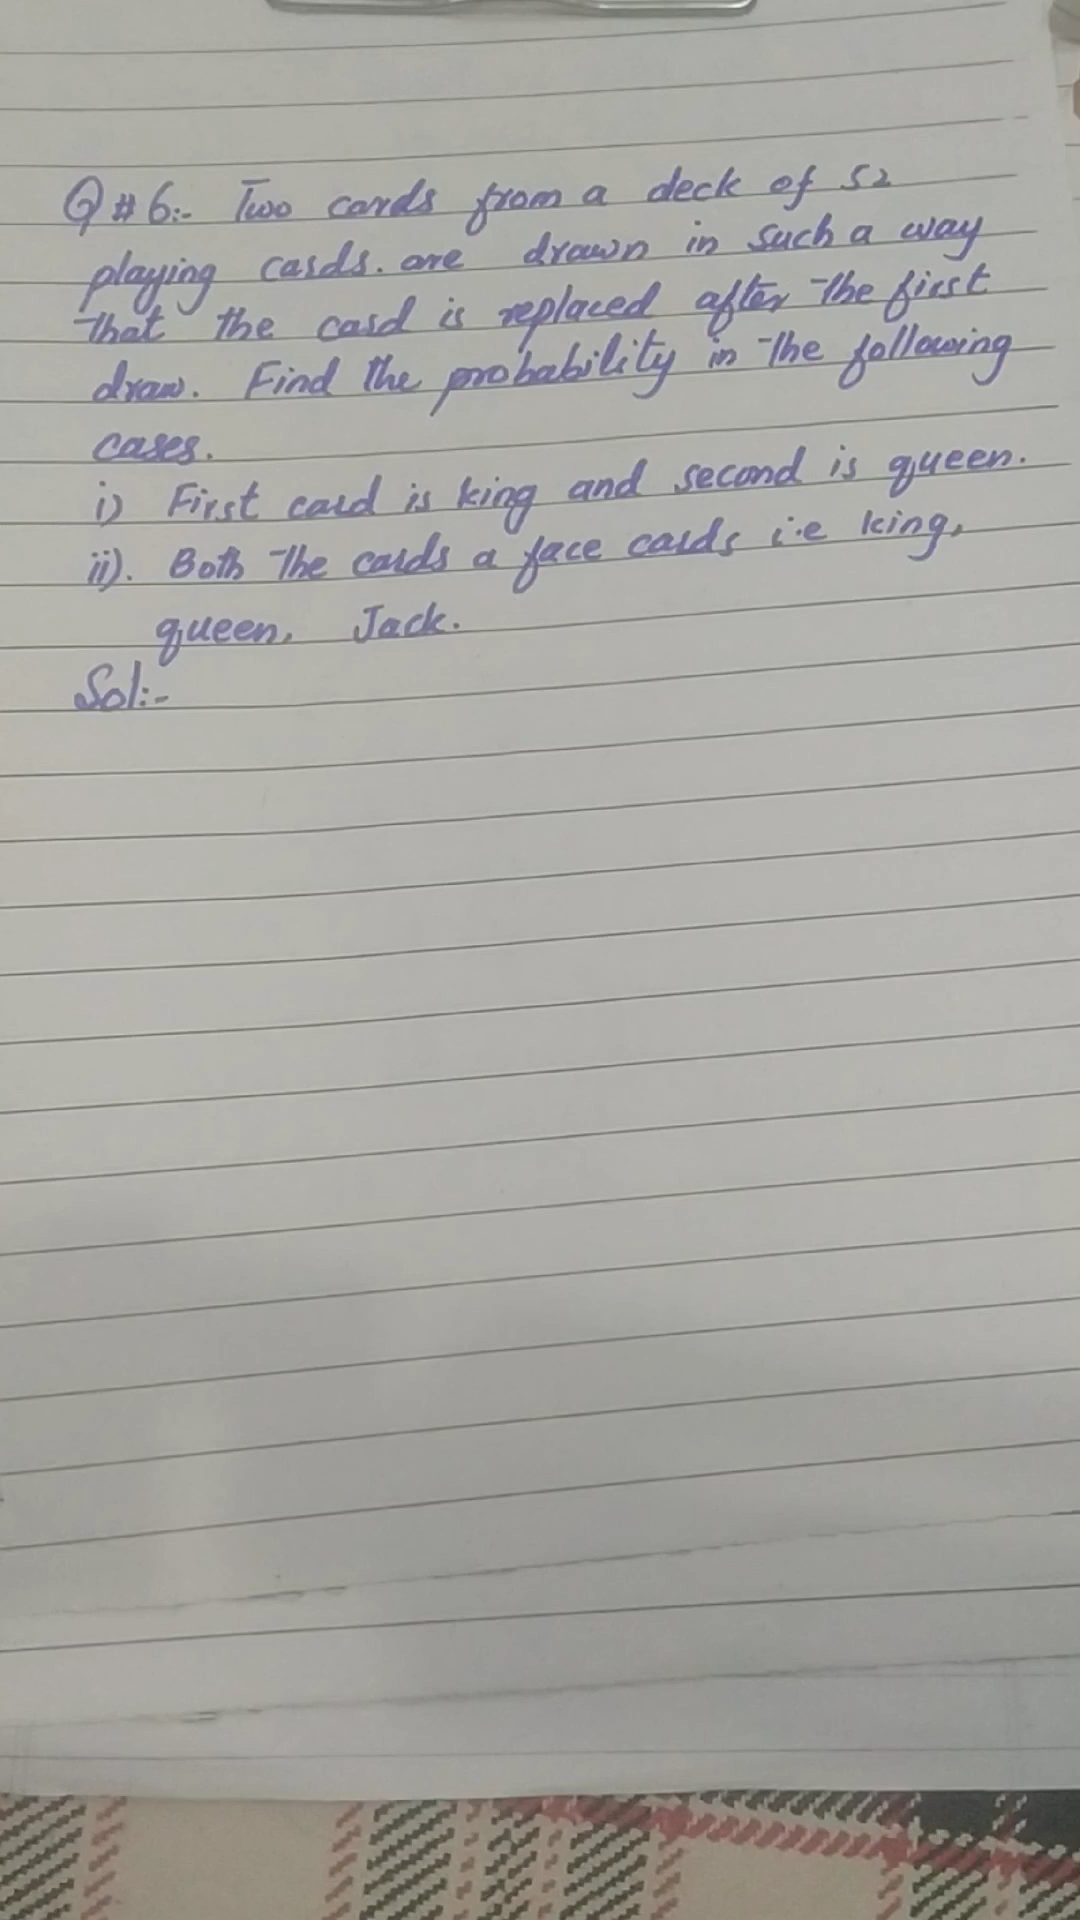 Q#6:- Two cards from a deck of 52
playing cards. are drawn in such a way
that the card is replaced after the first
draw. Find the probability in the following
cases.
i) First card is king and second is queen.
ii). Both the cards a face cards i.e king,
queen, Jack.
Sol:-